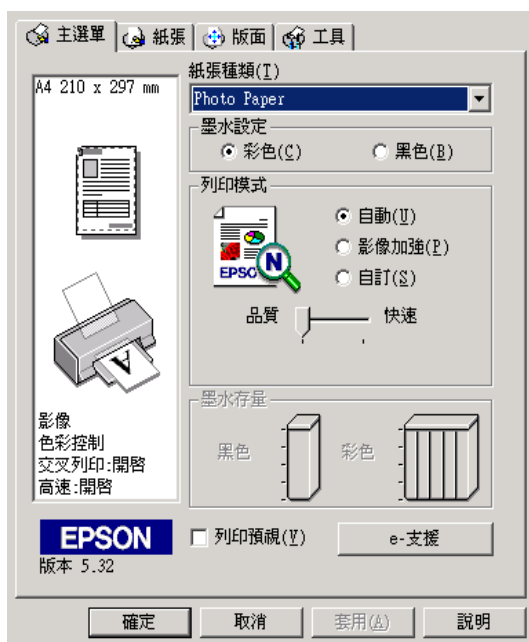 主選單 紙張 版面 工具
A4 210 x 297 mm
紙張種類(T)
Photo Paper
墨水設定
彩色(C) 黑色(B)
列印模式
自動(U)
影像加強(P)
自訂(S)
EPSON
N
品質 快速
A
影像
色彩控制
交叉列印:開啓
高速:開啓
墨水存量
黑色 彩色
EPSON
版本 5.32
列印預視(V)
e-支援
確定 取消 套用(A) 說明